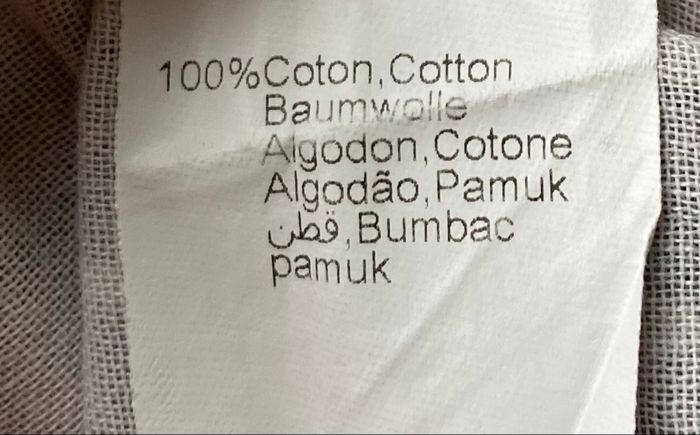 100%Coton,Cotton
Baumwolle
Algodon,Cotone
Algodão,Pamuk
قطن,Bumbac
pamuk